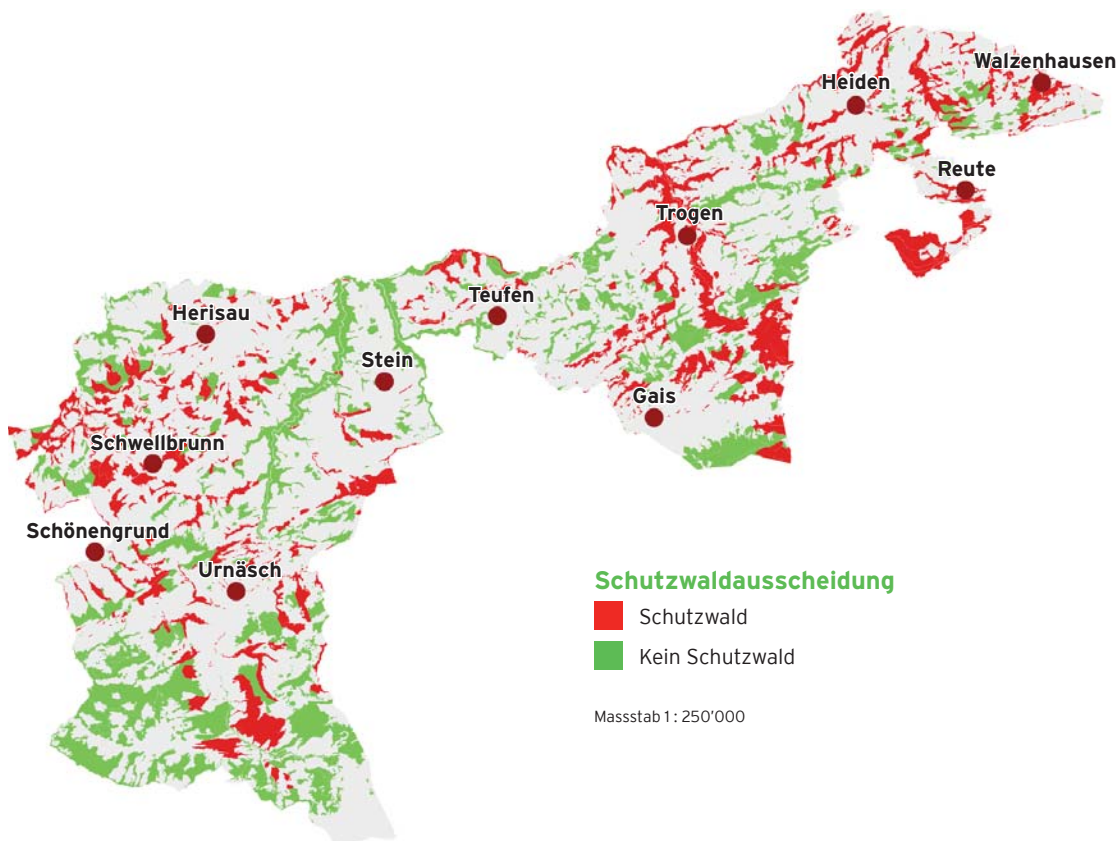 Walzenhausen
Heiden
Reute
Trogen
Teufen
Herisau
Stein
Gais
Schwellbrunn
Schönengrund
Urnäsch
Schutzwaldausscheidung
Schutzwald
Kein Schutzwald
Massstab 1 : 250’000